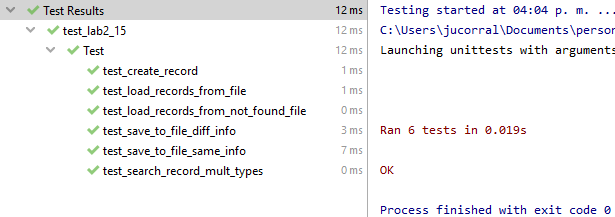 Test Results 12 ms
test_lab2_15 12 ms
Test 12 ms
test_create_record 1 ms
test_load_records_from_file 1 ms
test_load_records_from_not_found_file 0 ms
test_save_to_file_diff_info 3 ms
test_save_to_file_same_info 7 ms
test_search_record_mult_types 0 ms
Testing started at 04:04 p. m. ...
C:\Users\jucorral\Documents\person
Launching unittests with arguments
Ran 6 tests in 0.019s
OK
Process finished with exit code 0